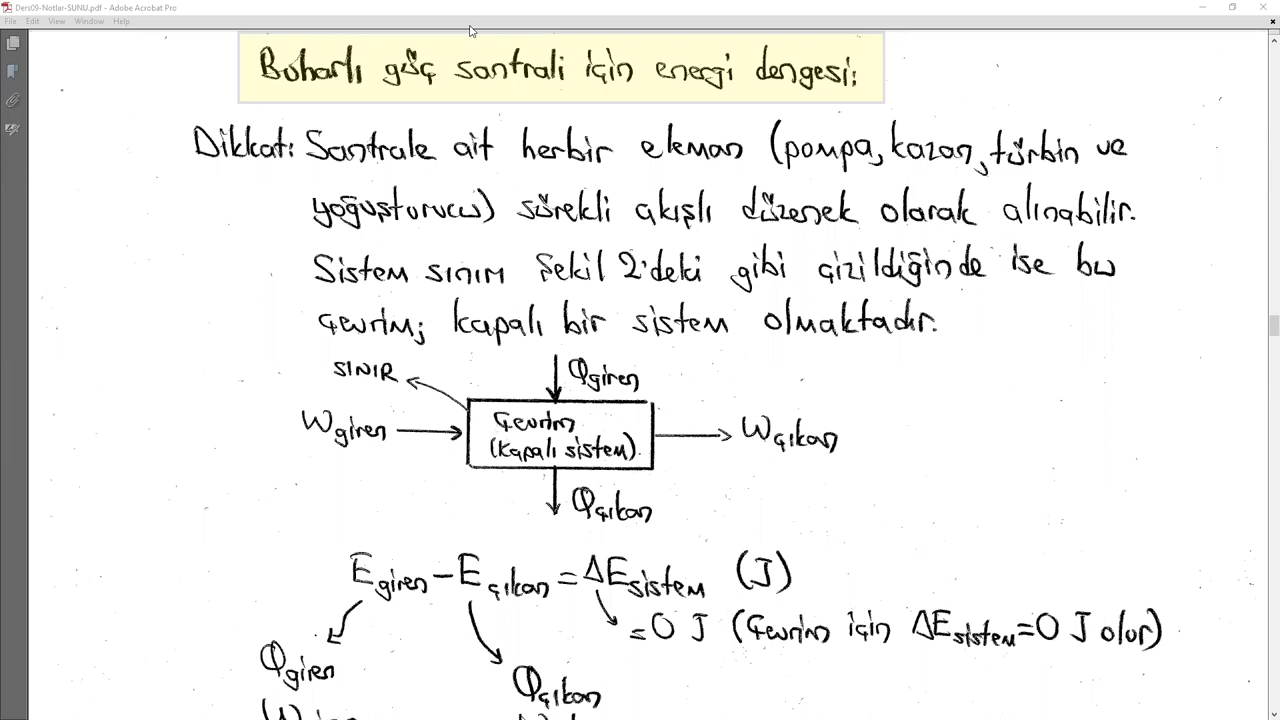 Ders09-Notlar-SUNU.pdf - Adobe Acrobat Pro
File Edit View Window Help
Buharlı güç santrali için enerji dengesi:
Dikkat: Santrale ait herbir eleman (pompa, kazan, türbin ve
yoğuşturucu) sürekli akışlı düzenek olarak alınabilir.
Sistem sınırı Şekil 2'deki gibi çizildiğinde ise bu
çevrim; kapalı bir sistem olmaktadır.
SINIR
Qgiren
Wgiren
Çevrim
(Kapalı sistem)
Wçıkan
Qçıkan
Egiren - Eçıkan = ΔEsistem (J)
= 0 J (Çevrim için ΔEsistem = 0 J olur)
Qgiren
Qçıkan